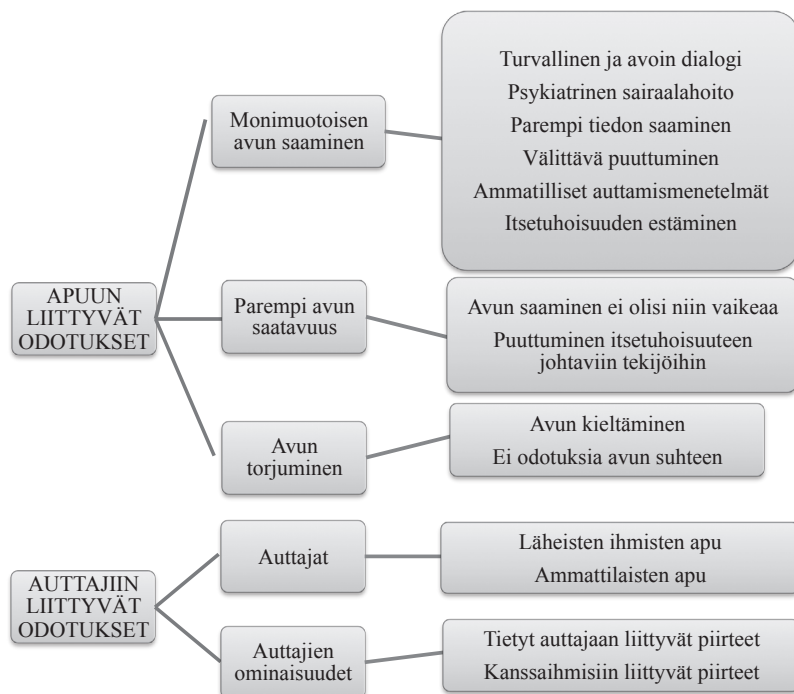 APUUN
LIITTYVÄT
ODOTUKSET
Monimuotoisen
avun saaminen
Turvallinen ja avoin dialogi
Psykiatrinen sairaalahoito
Parempi tiedon saaminen
Välittävä puuttuminen
Ammatilliset auttamismenetelmät
Itsetuhoisuuden estäminen
Parempi avun
saatavuus
Avun saaminen ei olisi niin vaikeaa
Puuttuminen itsetuhoisuuteen
johtaviin tekijöihin
Avun
torjuminen
Avun kieltäminen
Ei odotuksia avun suhteen
AUTTAJIIN
LIITTYVÄT
ODOTUKSET
Auttajat
Läheisten ihmisten apu
Ammattilaisten apu
Auttajien
ominaisuudet
Tietyt auttajaan liittyvät piirteet
Kanssaihmisiin liittyvät piirteet